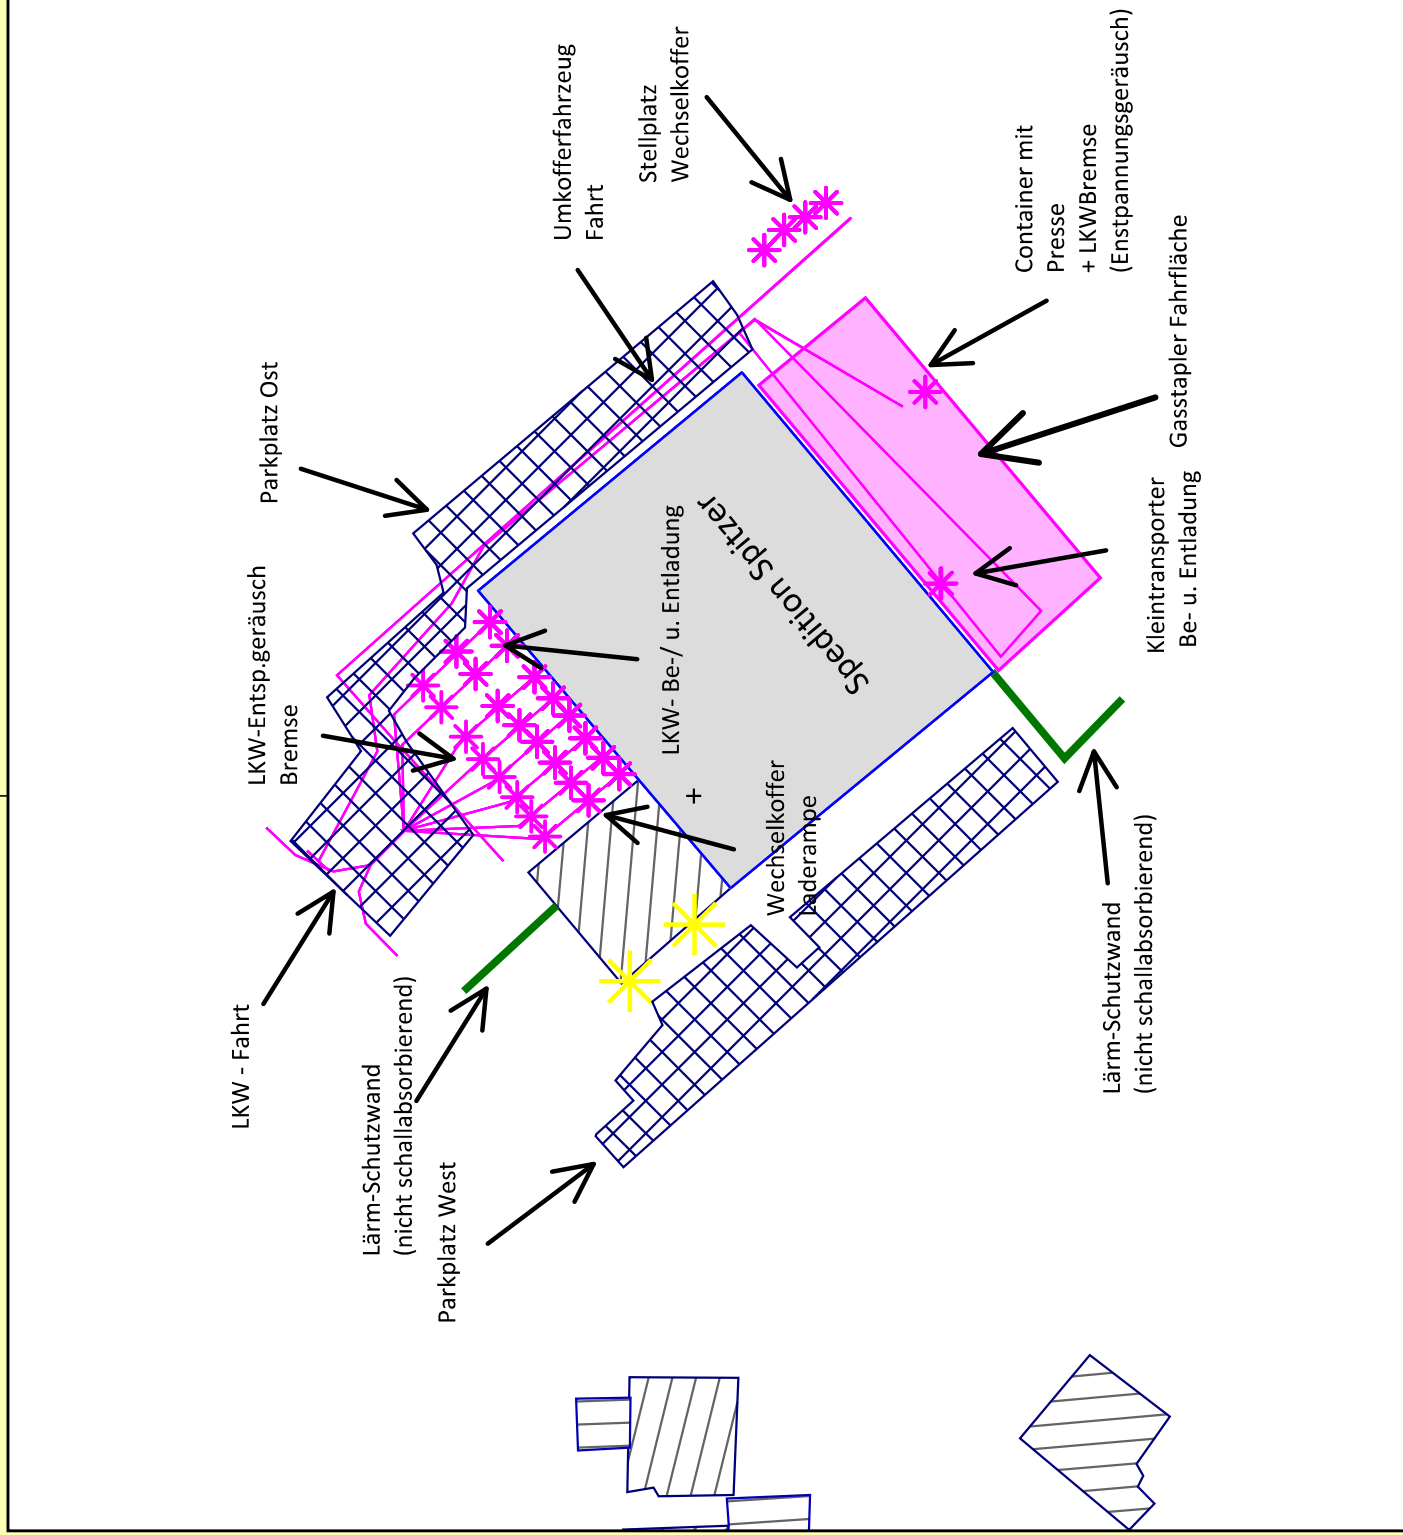 LKW - Fahrt
LKW-Entsp.geräusch
Bremse
Parkplatz Ost
Lärm-Schutzwand
(nicht schallabsorbierend)
Parkplatz West
Umkofferfahrzeug
Fahrt
Stellplatz
Wechselkoffer
LKW- Be-/ u. Entladung
+
Wechselkoffer
Laderampe
Spedition Spitzer
Container mit
Presse
+ LKWBremse
(Enstpannungsgeräusch)
Gasstapler Fahrfläche
Kleintransporter
Be- u. Entladung
Lärm-Schutzwand
(nicht schallabsorbierend)